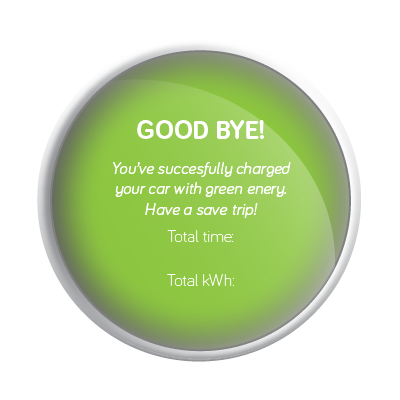 GOOD BYE!
You've succesfully charged
your car with green enery.
Have a save trip!
Total time:
Total kWh: